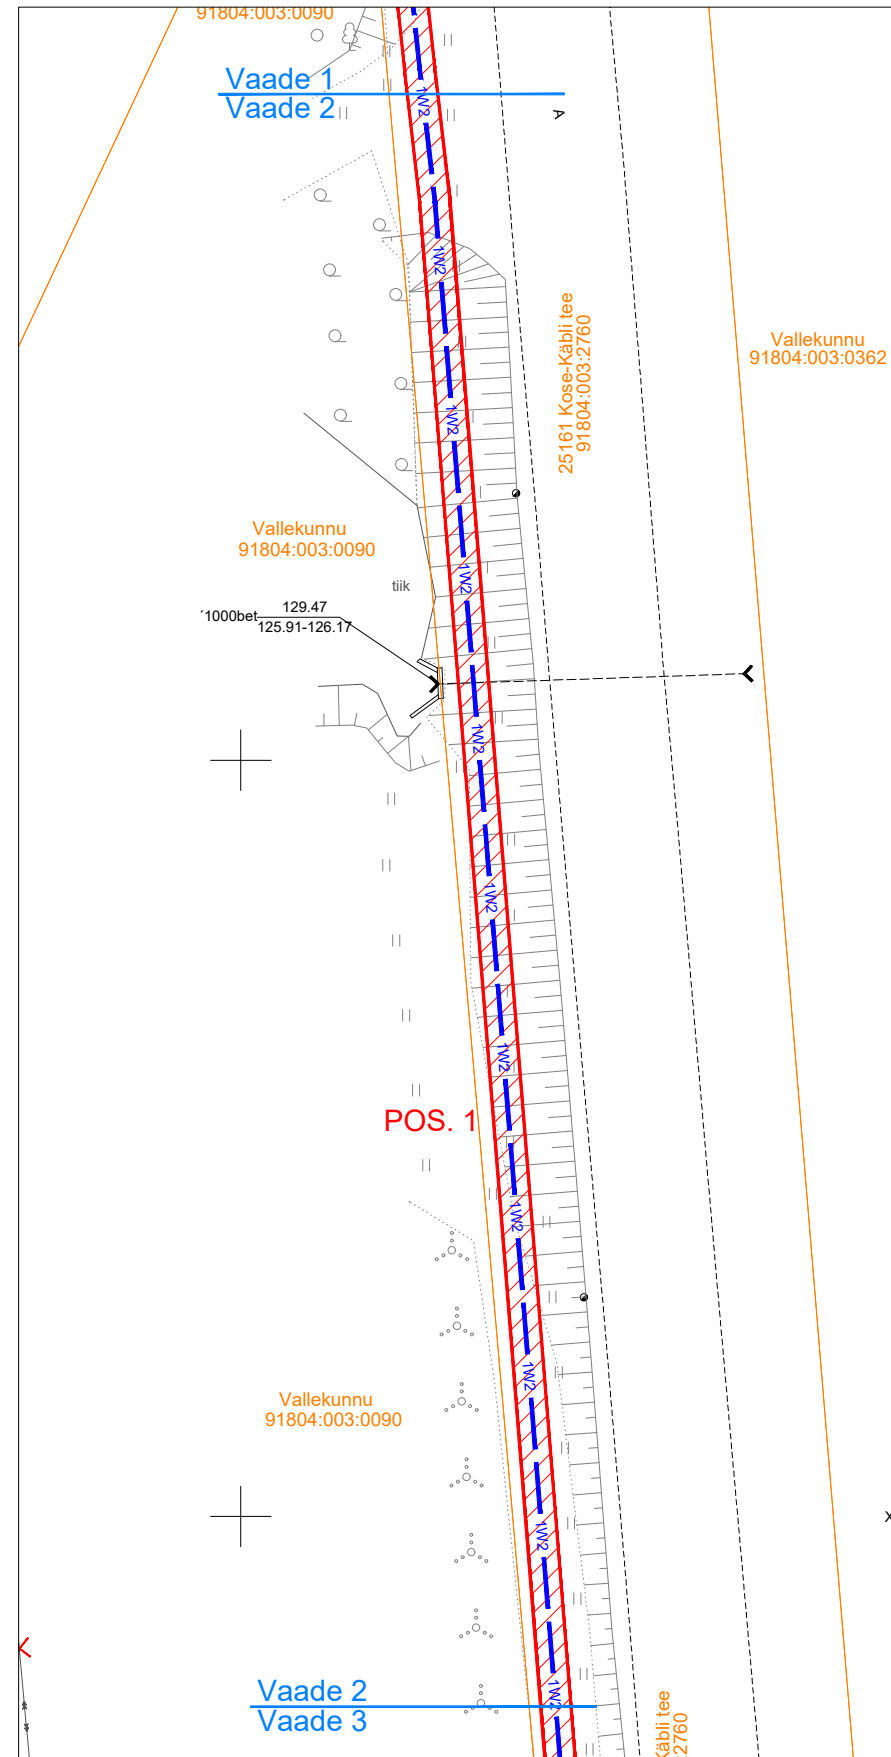 91804:003:0090
Vaade 1
Vaade 2
1W2
A
1W2
25161 Kose-Käbli tee
91804:003:2760
Vallekunnu
91804:003:0362
1W2
Vallekunnu
91804:003:0090
tiik
1W2
129.47
´1000bet
125.91-126.17
1W2
1W2
1W2
POS. 1
1W2
1W2
Vallekunnu
91804:003:0090
X
1W2
Vaade 2
Vaade 3
1W2
Käbli tee
:2760